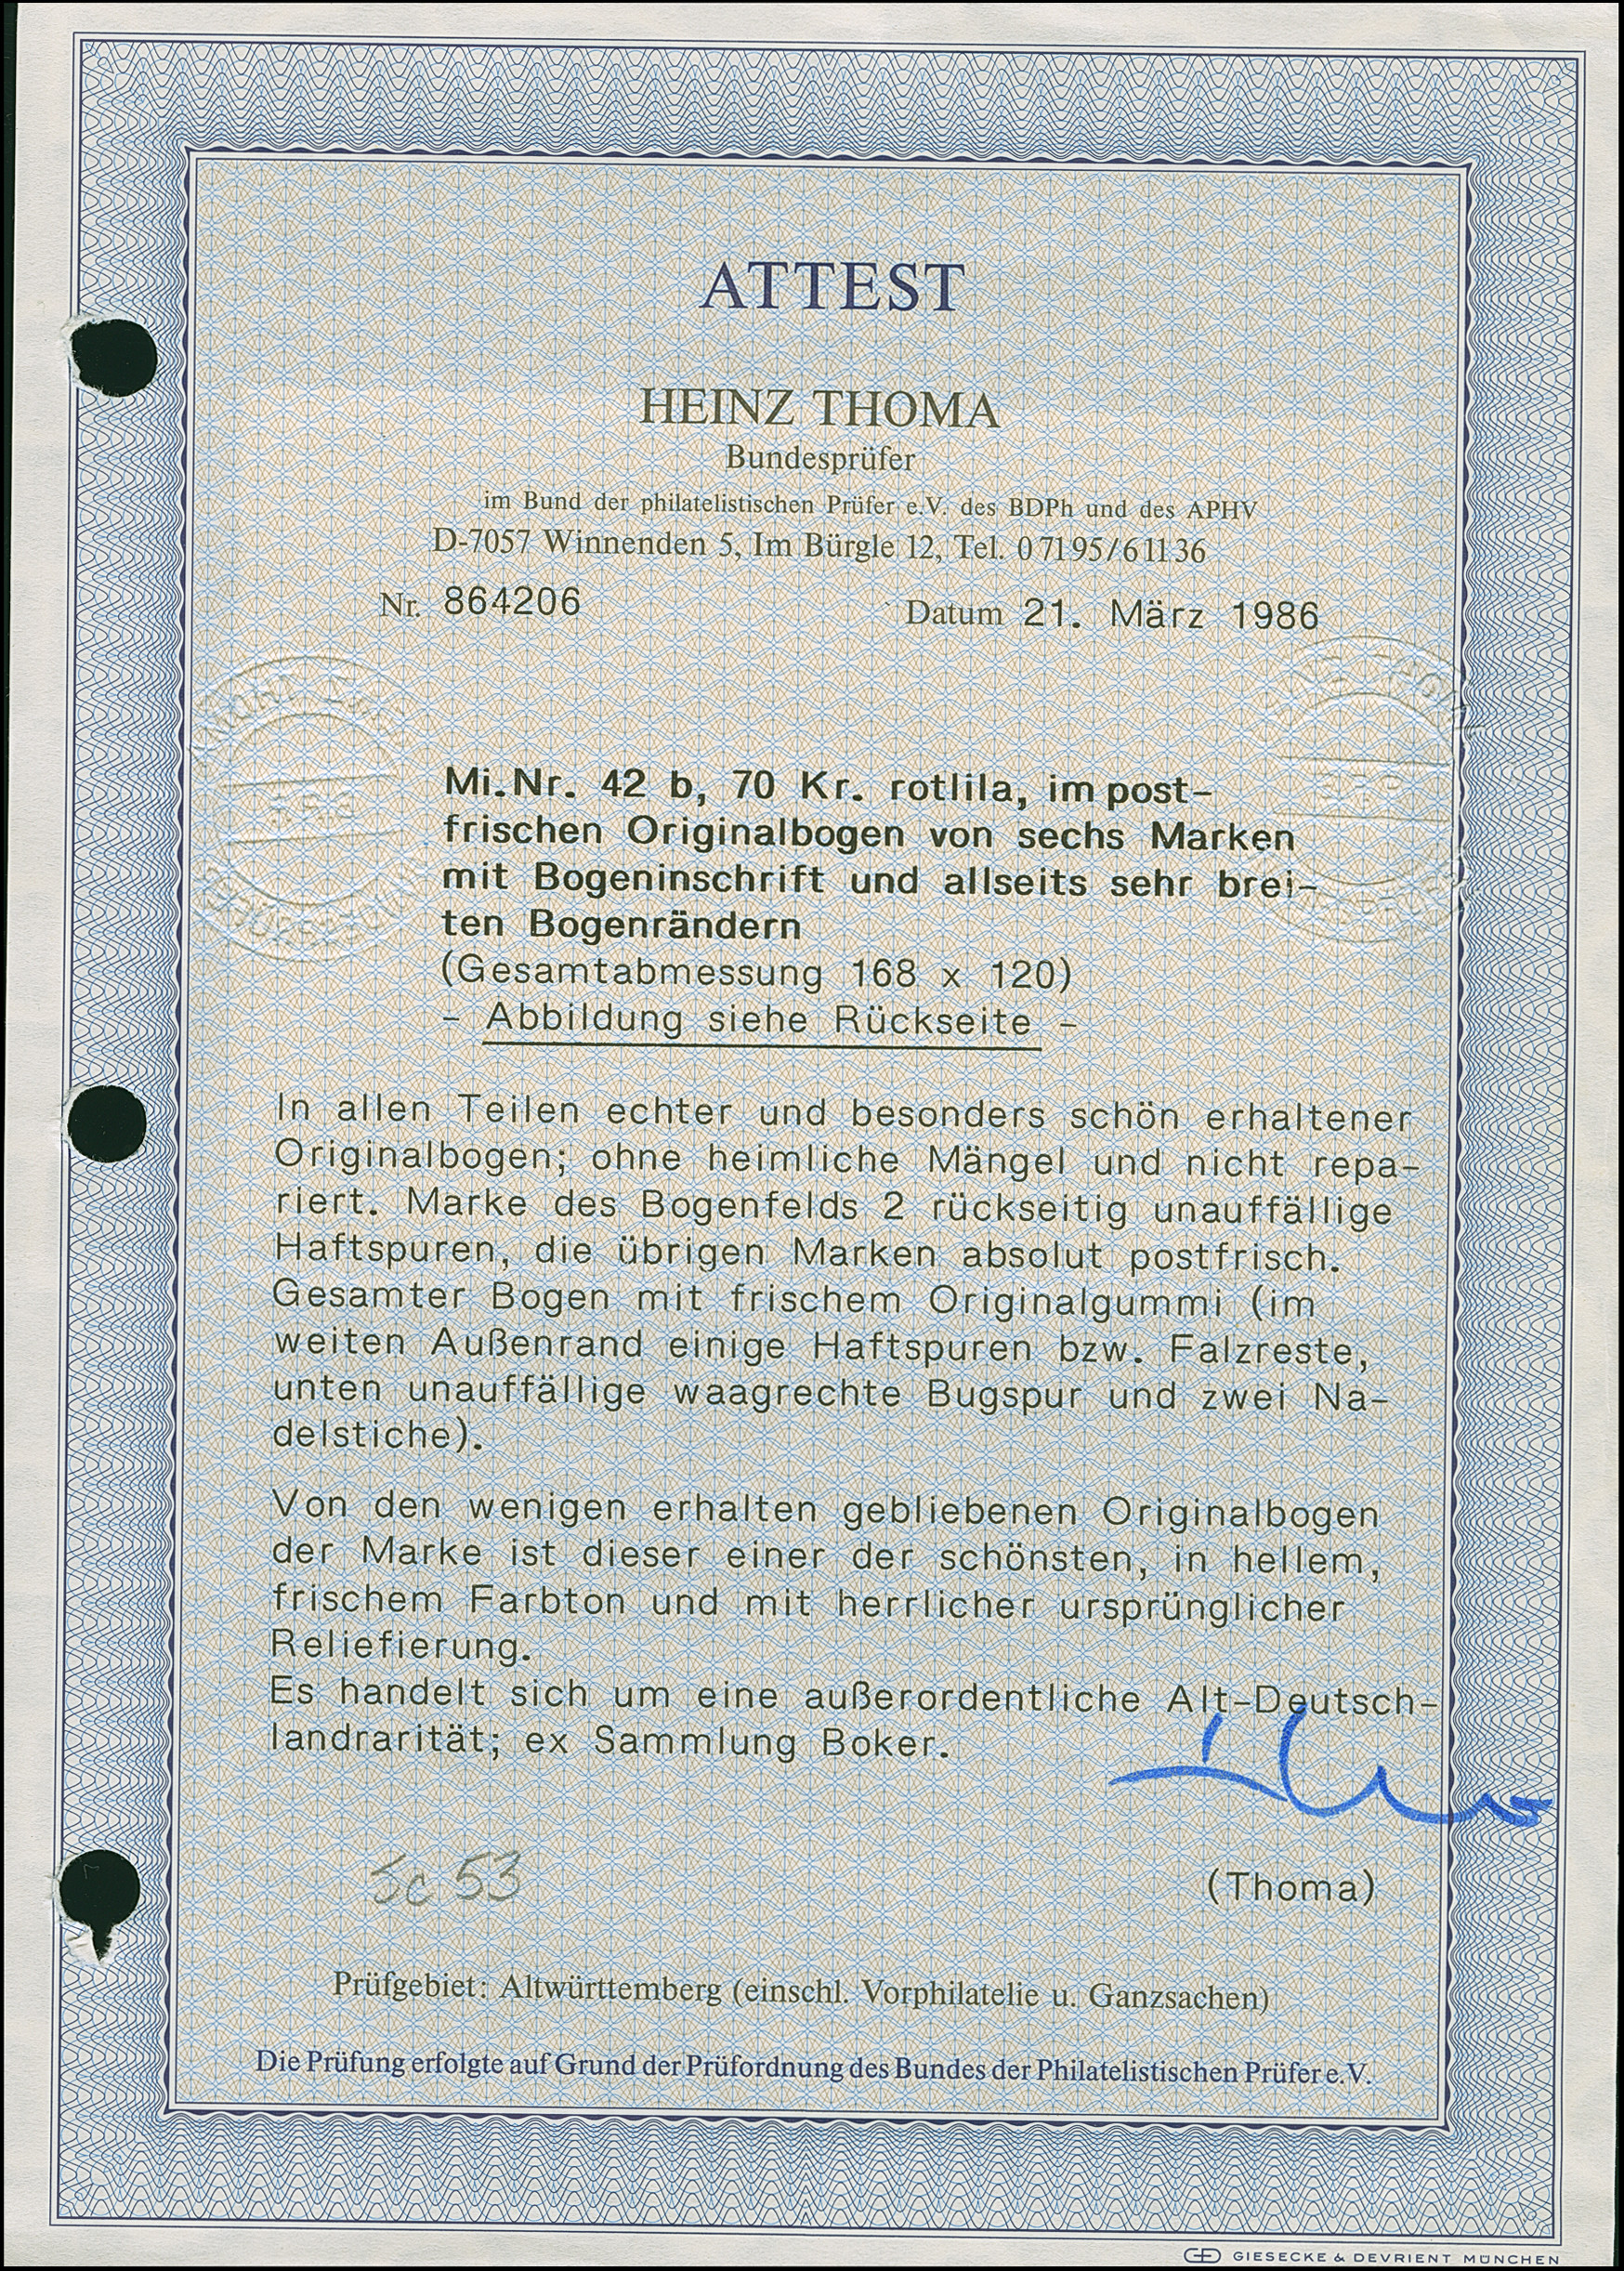 ATTEST
HEINZ THOMA
Bundesprüfer
im Bund der philatelistischen Prüfer e.V. des BDPh und des APHV
D-7057 Winnenden 5, Im Bürgle 12, Tel. 07195/61136
Nr. 864206 Datum 21. März 1986
Mi.Nr. 42 b, 70 Kr. rotlila, im post-
frischen Originalbogen von sechs Marken
mit Bogeninschrift und allseits sehr brei-
ten Bogenrändern
(Gesamtabmessung 168 x 120)
- Abbildung siehe Rückseite -
In allen Teilen echter und besonders schön erhaltener
Originalbogen; ohne heimliche Mängel und nicht repa-
riert. Marke des Bogenfelds 2 rückseitig unauffällige
Haftspuren, die übrigen Marken absolut postfrisch.
Gesamter Bogen mit frischem Originalgummi (im
weiten Außenrand einige Haftspuren bzw. Falzreste,
unten unauffällige waagrechte Bugspur und zwei Na-
delstiche).
Von den wenigen erhalten gebliebenen Originalbogen
der Marke ist dieser einer der schönsten, in hellem,
frischem Farbton und mit herrlicher ursprünglicher
Reliefierung.
Es handelt sich um eine außerordentliche Alt-Deutsch-
landrarität; ex Sammlung Boker.
Sc 53
(Thoma)
Prüfgebiet: Altwürttemberg (einschl. Vorphilatelie u. Ganzsachen)
Die Prüfung erfolgte auf Grund der Prüfordnung des Bundes der Philatelistischen Prüfer e.V.
GIESECKE & DEVRIENT MÜNCHEN